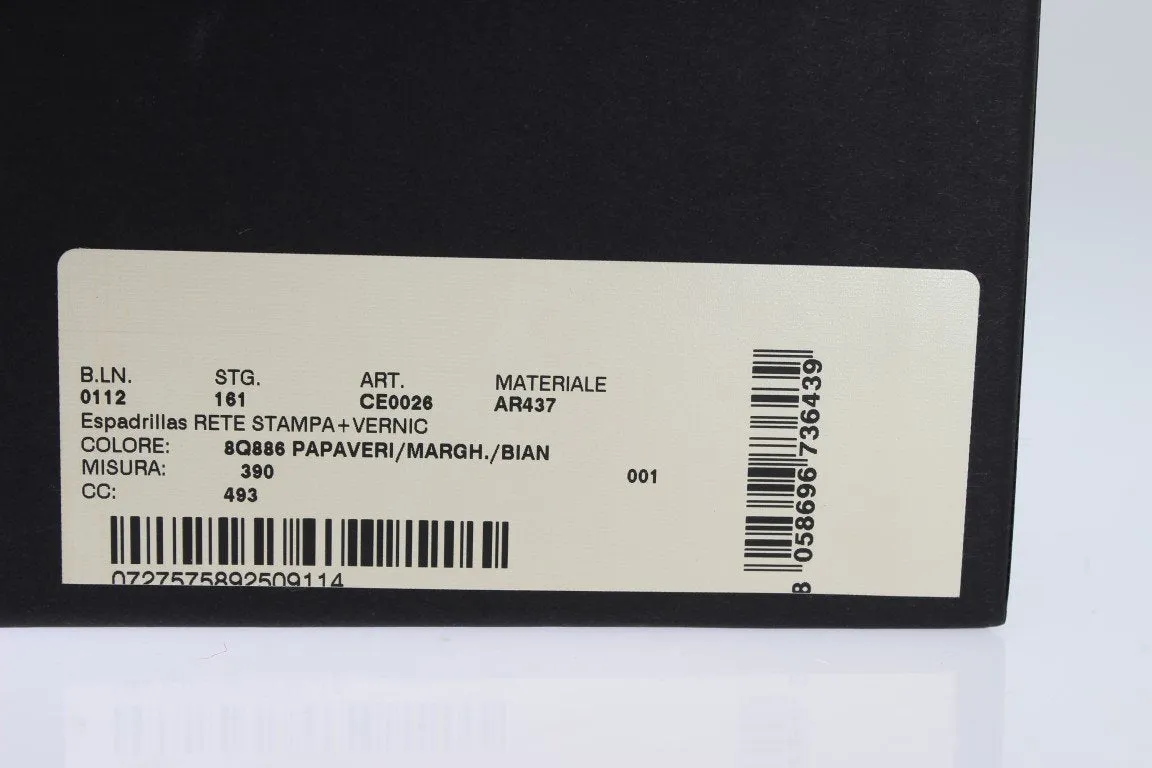 B.LN. STG. ART. MATERIALE
0112 161 CE0026 AR437
Espadrillas RETE STAMPA+VERNIC
COLORE: 8Q886 PAPAVERI/MARGH./BIAN
MISURA: 390 001
CC: 493
0727575892509114
8 058696 736439